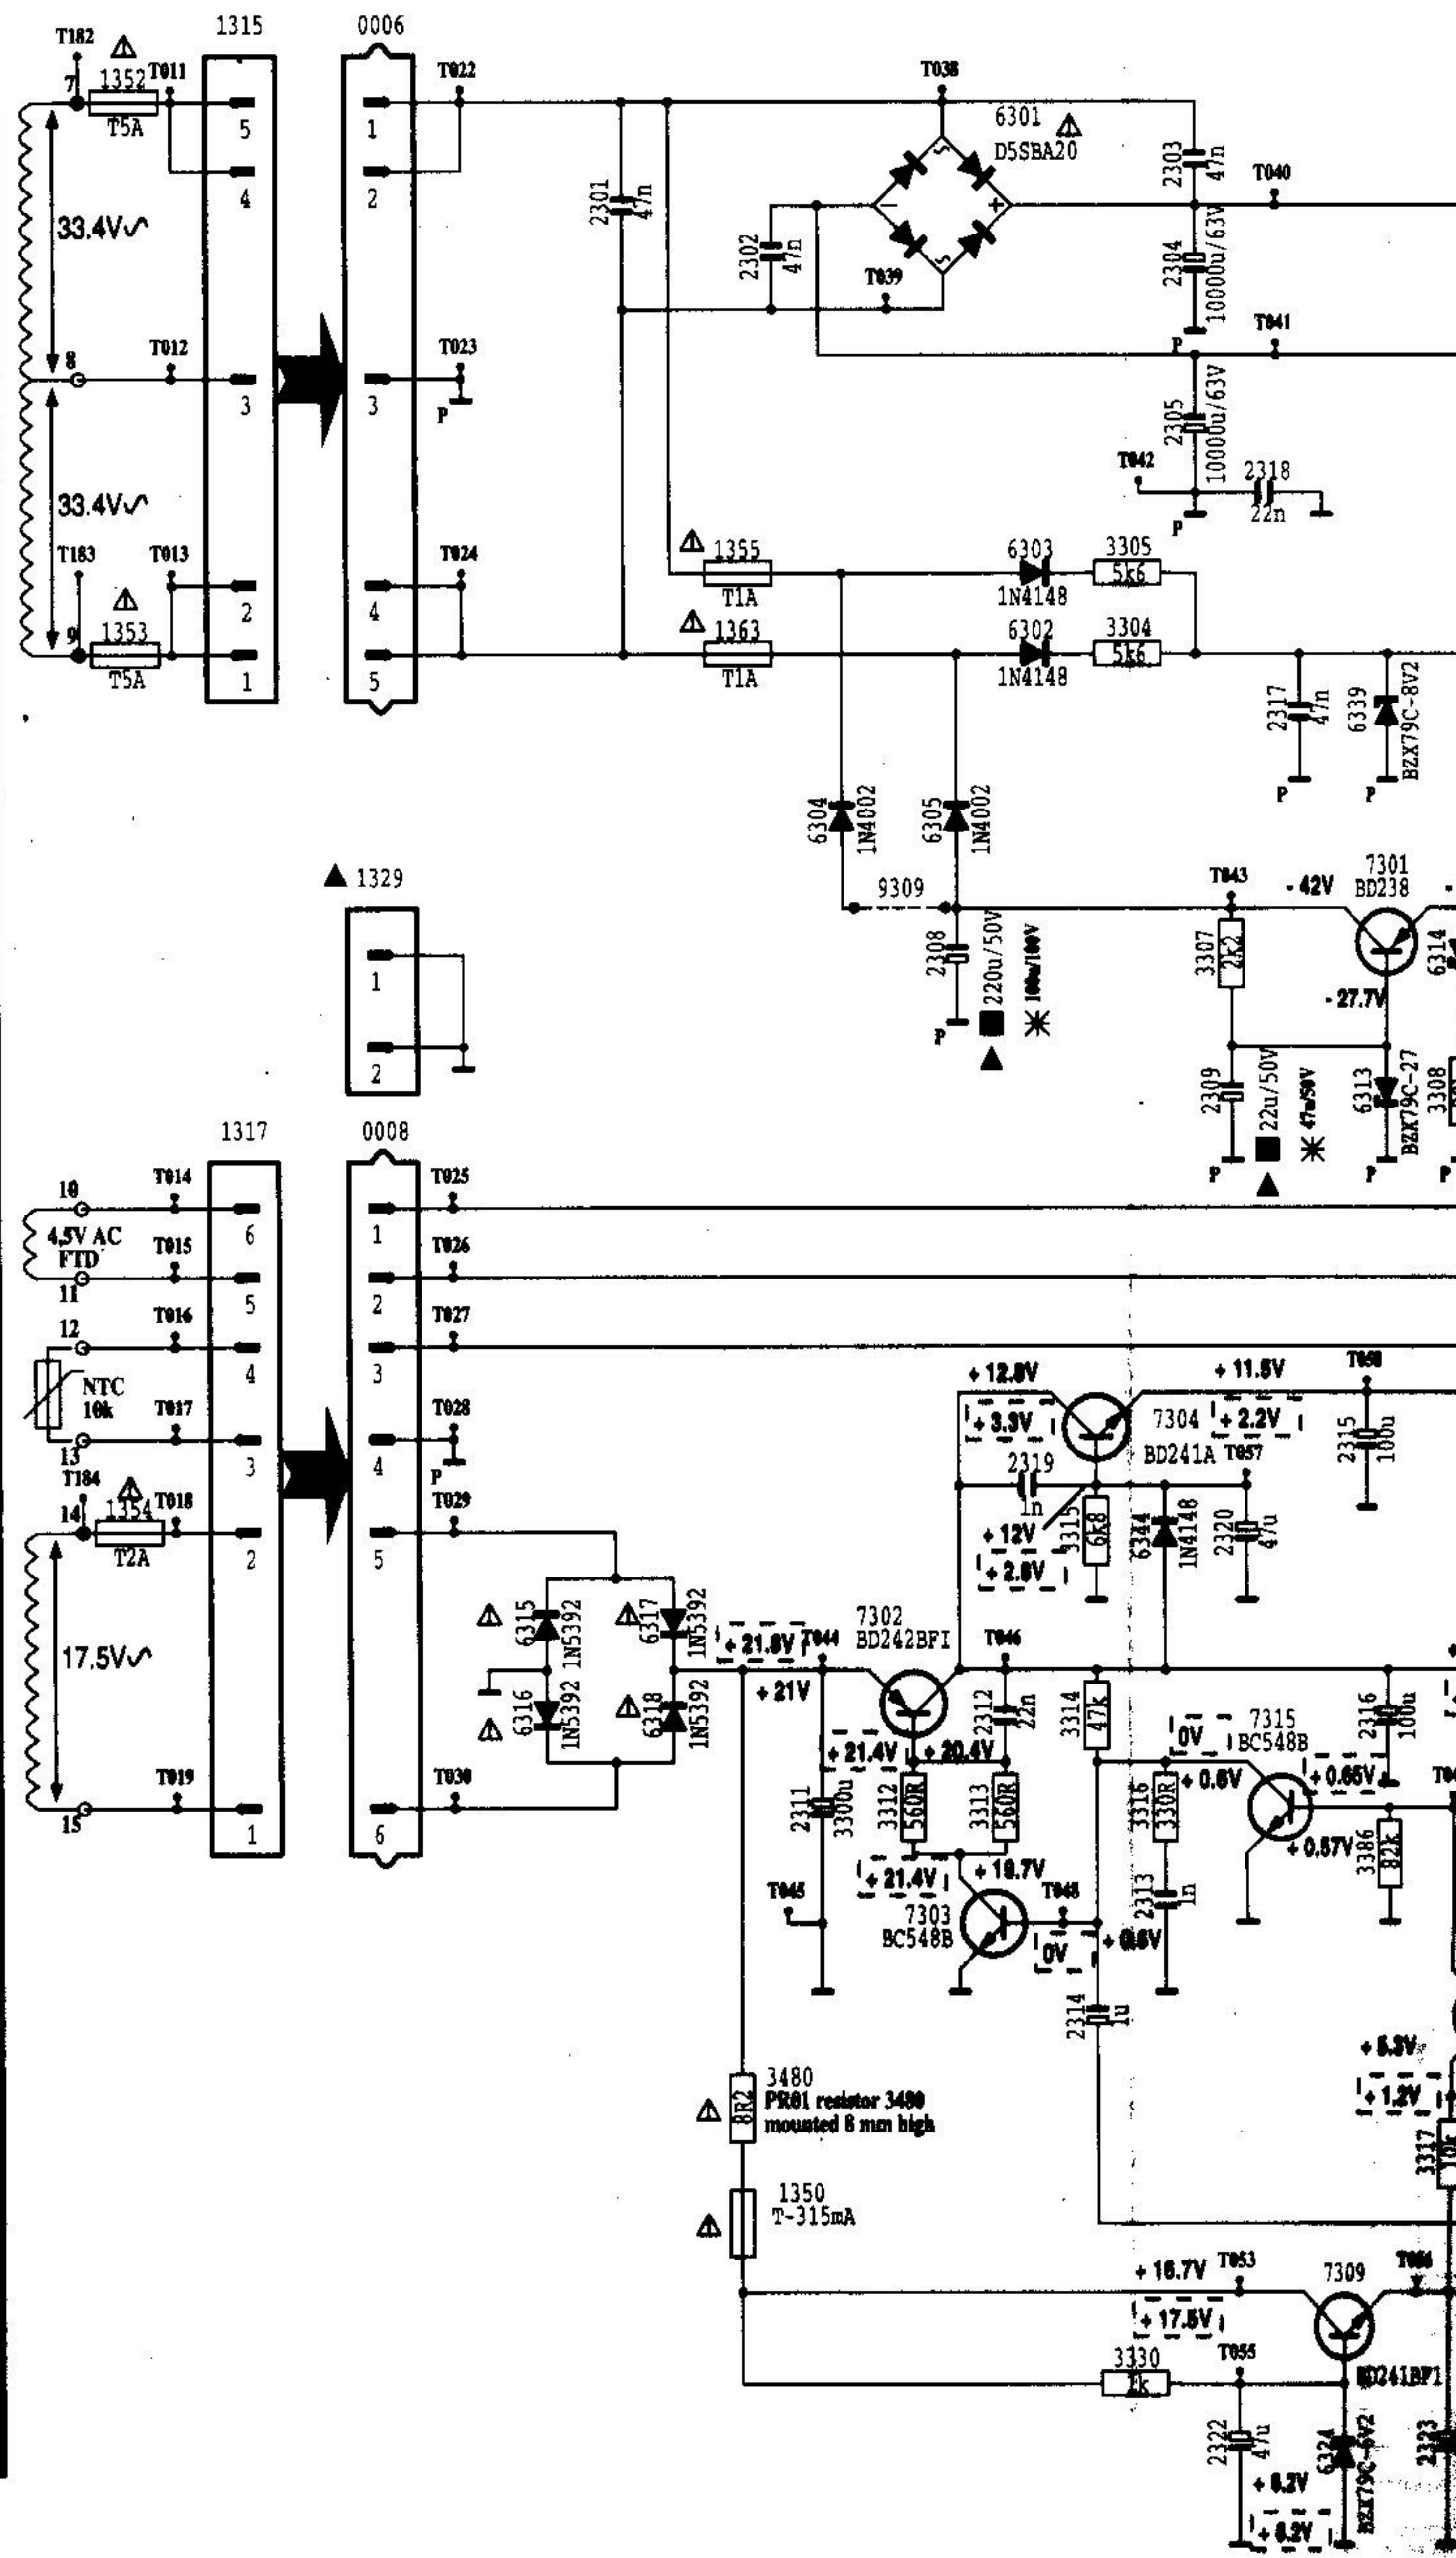 1315
0006
T182
7
1352
T5A
T011
5
4
33.4V
8
T012
3
33.4V
T183
9
1353
T5A
T013
2
1
T022
1
2
T023
3
P
T024
4
5
2301
47n
2302
47n
T038
6301
D5SBA20
T039
2303
47n
T040
2304
10000u/63V
P
T041
2305
10000u/63V
T042
2318
22n
P
1355
T1A
6303
1N4148
3305
5k6
1363
T1A
6302
1N4148
3304
5k6
2317
47n
P
6339
BZX79C-8V2
P
6304
1N4002
6305
1N4002
9309
2308
220u/50V
100u/100V
P
T043
- 42V
7301
BD238
3307
2k2
6314
- 27.7V
2309
22u/50V
47u/50V
P
6313
BZX79C-27
P
3308
P
1329
1
2
1317
0008
10
4,5V AC
FTD
11
T014
6
T015
5
12
T016
4
NTC
10k
13
T017
3
T184
14
1354
T2A
T018
2
17.5V
15
T019
1
T025
1
T026
2
T027
3
T028
4
P
T029
5
T030
6
6315
1N5392
6316
1N5392
6317
1N5392
6318
1N5392
+ 12.8V
+ 3.3V
7304
BD241A
+ 11.5V
+ 2.2V
T057
T058
2315
100u
2319
1n
+ 12V
+ 2.8V
3315
6k8
6344
1N4148
2320
47u
+ 21.8V
T044
+ 21V
7302
BD242BFI
T046
2312
22n
3314
47k
+ 21.4V
+ 20.4V
2311
3300u
3312
560R
3313
560R
T045
+ 21.4V
+ 19.7V
7303
BC548B
T048
0V
+ 0.6V
0V
7315
BC548B
+ 0.6V
3316
330R
2313
1n
2316
100u
+ 0.65V
+ 0.57V
3386
82k
2314
1u
3480
8R2
PR01 resistor 3480
mounted 8 mm high
1350
T-315mA
+ 5.3V
+ 1.2V
3317
10k
+ 16.7V
T053
+ 17.5V
7309
BD241BFI
3330
1k
T055
2322
47u
6324
BZX79C-6V2
2323
+ 6.2V
+ 6.2V